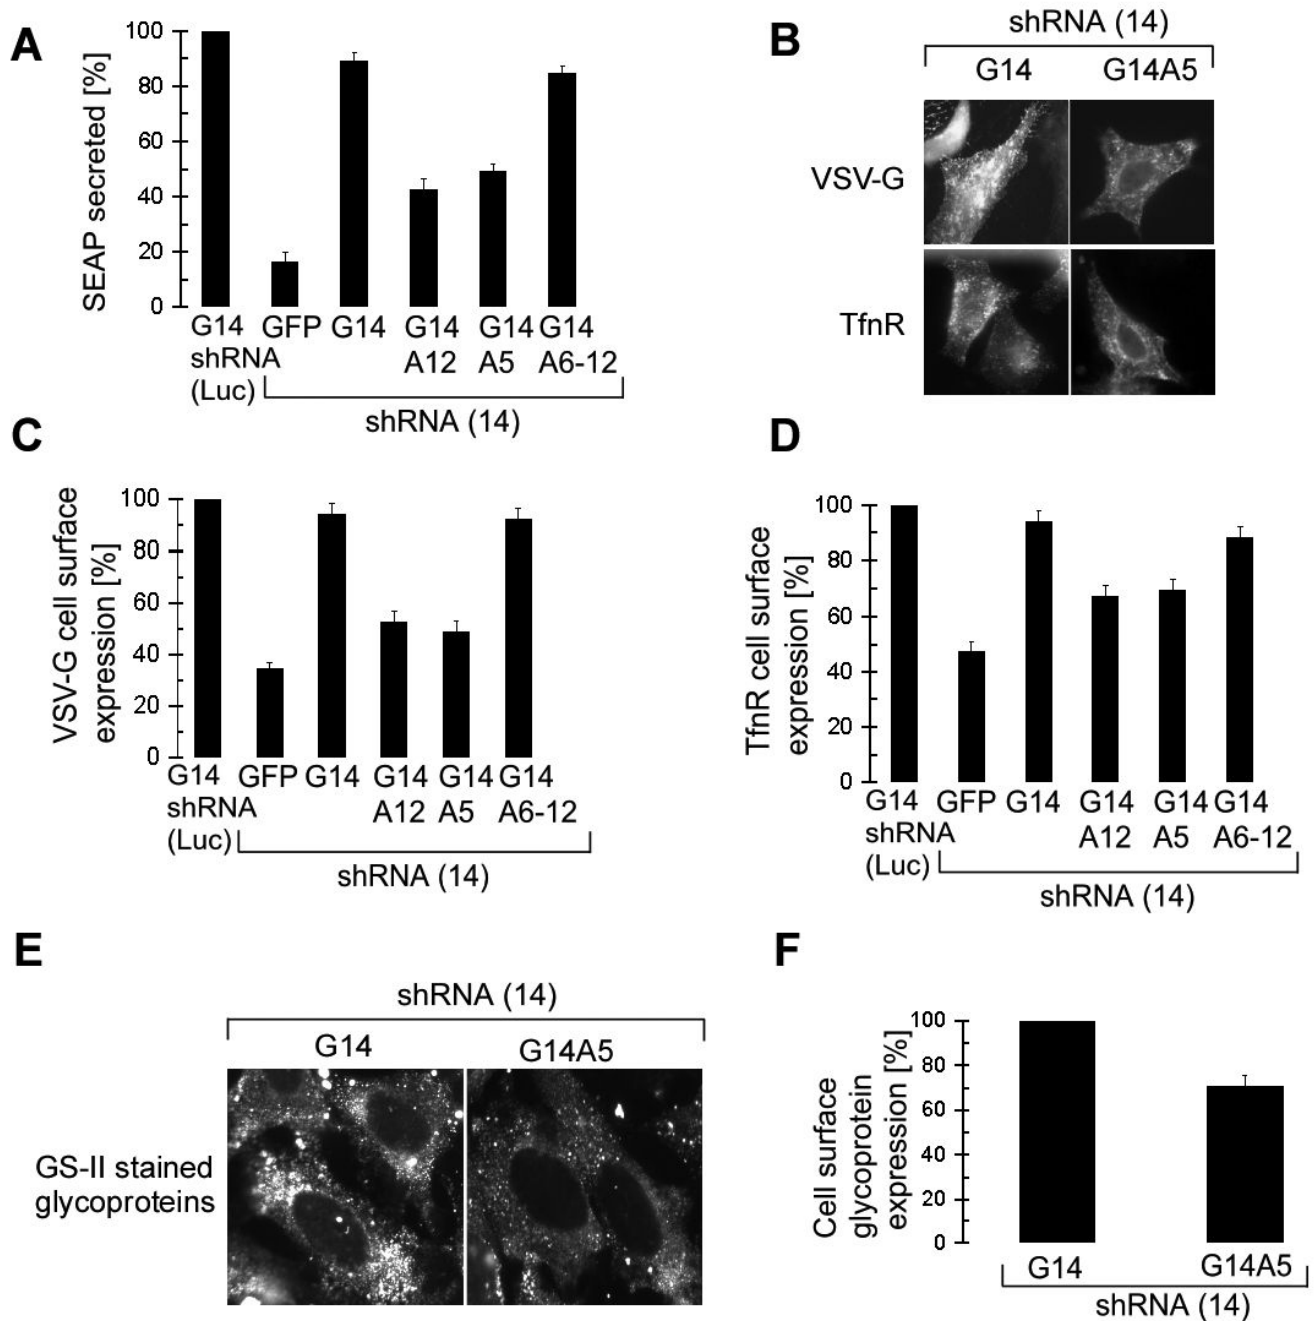 A
SEAP secreted [%]
100
80
60
40
20
0
G14 GFP G14 G14 G14 G14
shRNA A12 A5 A6-12
(Luc)
shRNA (14)
B
shRNA (14)
G14 G14A5
VSV-G
TfnR
C
VSV-G cell surface
expression [%]
100
80
60
40
20
0
G14 GFP G14 G14 G14 G14
shRNA A12 A5 A6-12
(Luc)
shRNA (14)
D
TfnR cell surface
expression [%]
100
80
60
40
20
0
G14 GFP G14 G14 G14 G14
shRNA A12 A5 A6-12
(Luc)
shRNA (14)
E
shRNA (14)
G14 G14A5
GS-II stained
glycoproteins
F
Cell surface
glycoprotein
expression [%]
100
80
60
40
20
0
G14 G14A5
shRNA (14)